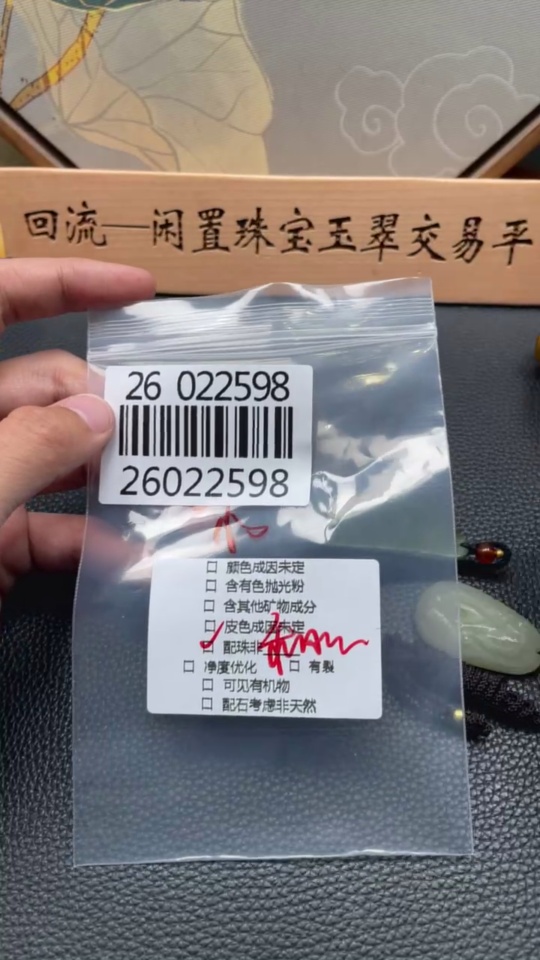 回流一闲置珠宝玉翠交易平
26 022598
26022598
□ 颜色成因未定
□ 含有色抛光粉
□ 含其他矿物成分
□ 皮色成因未定
配珠非
□ 净度优化 □ 有裂
□ 可见有机物
□ 配石考虑非天然